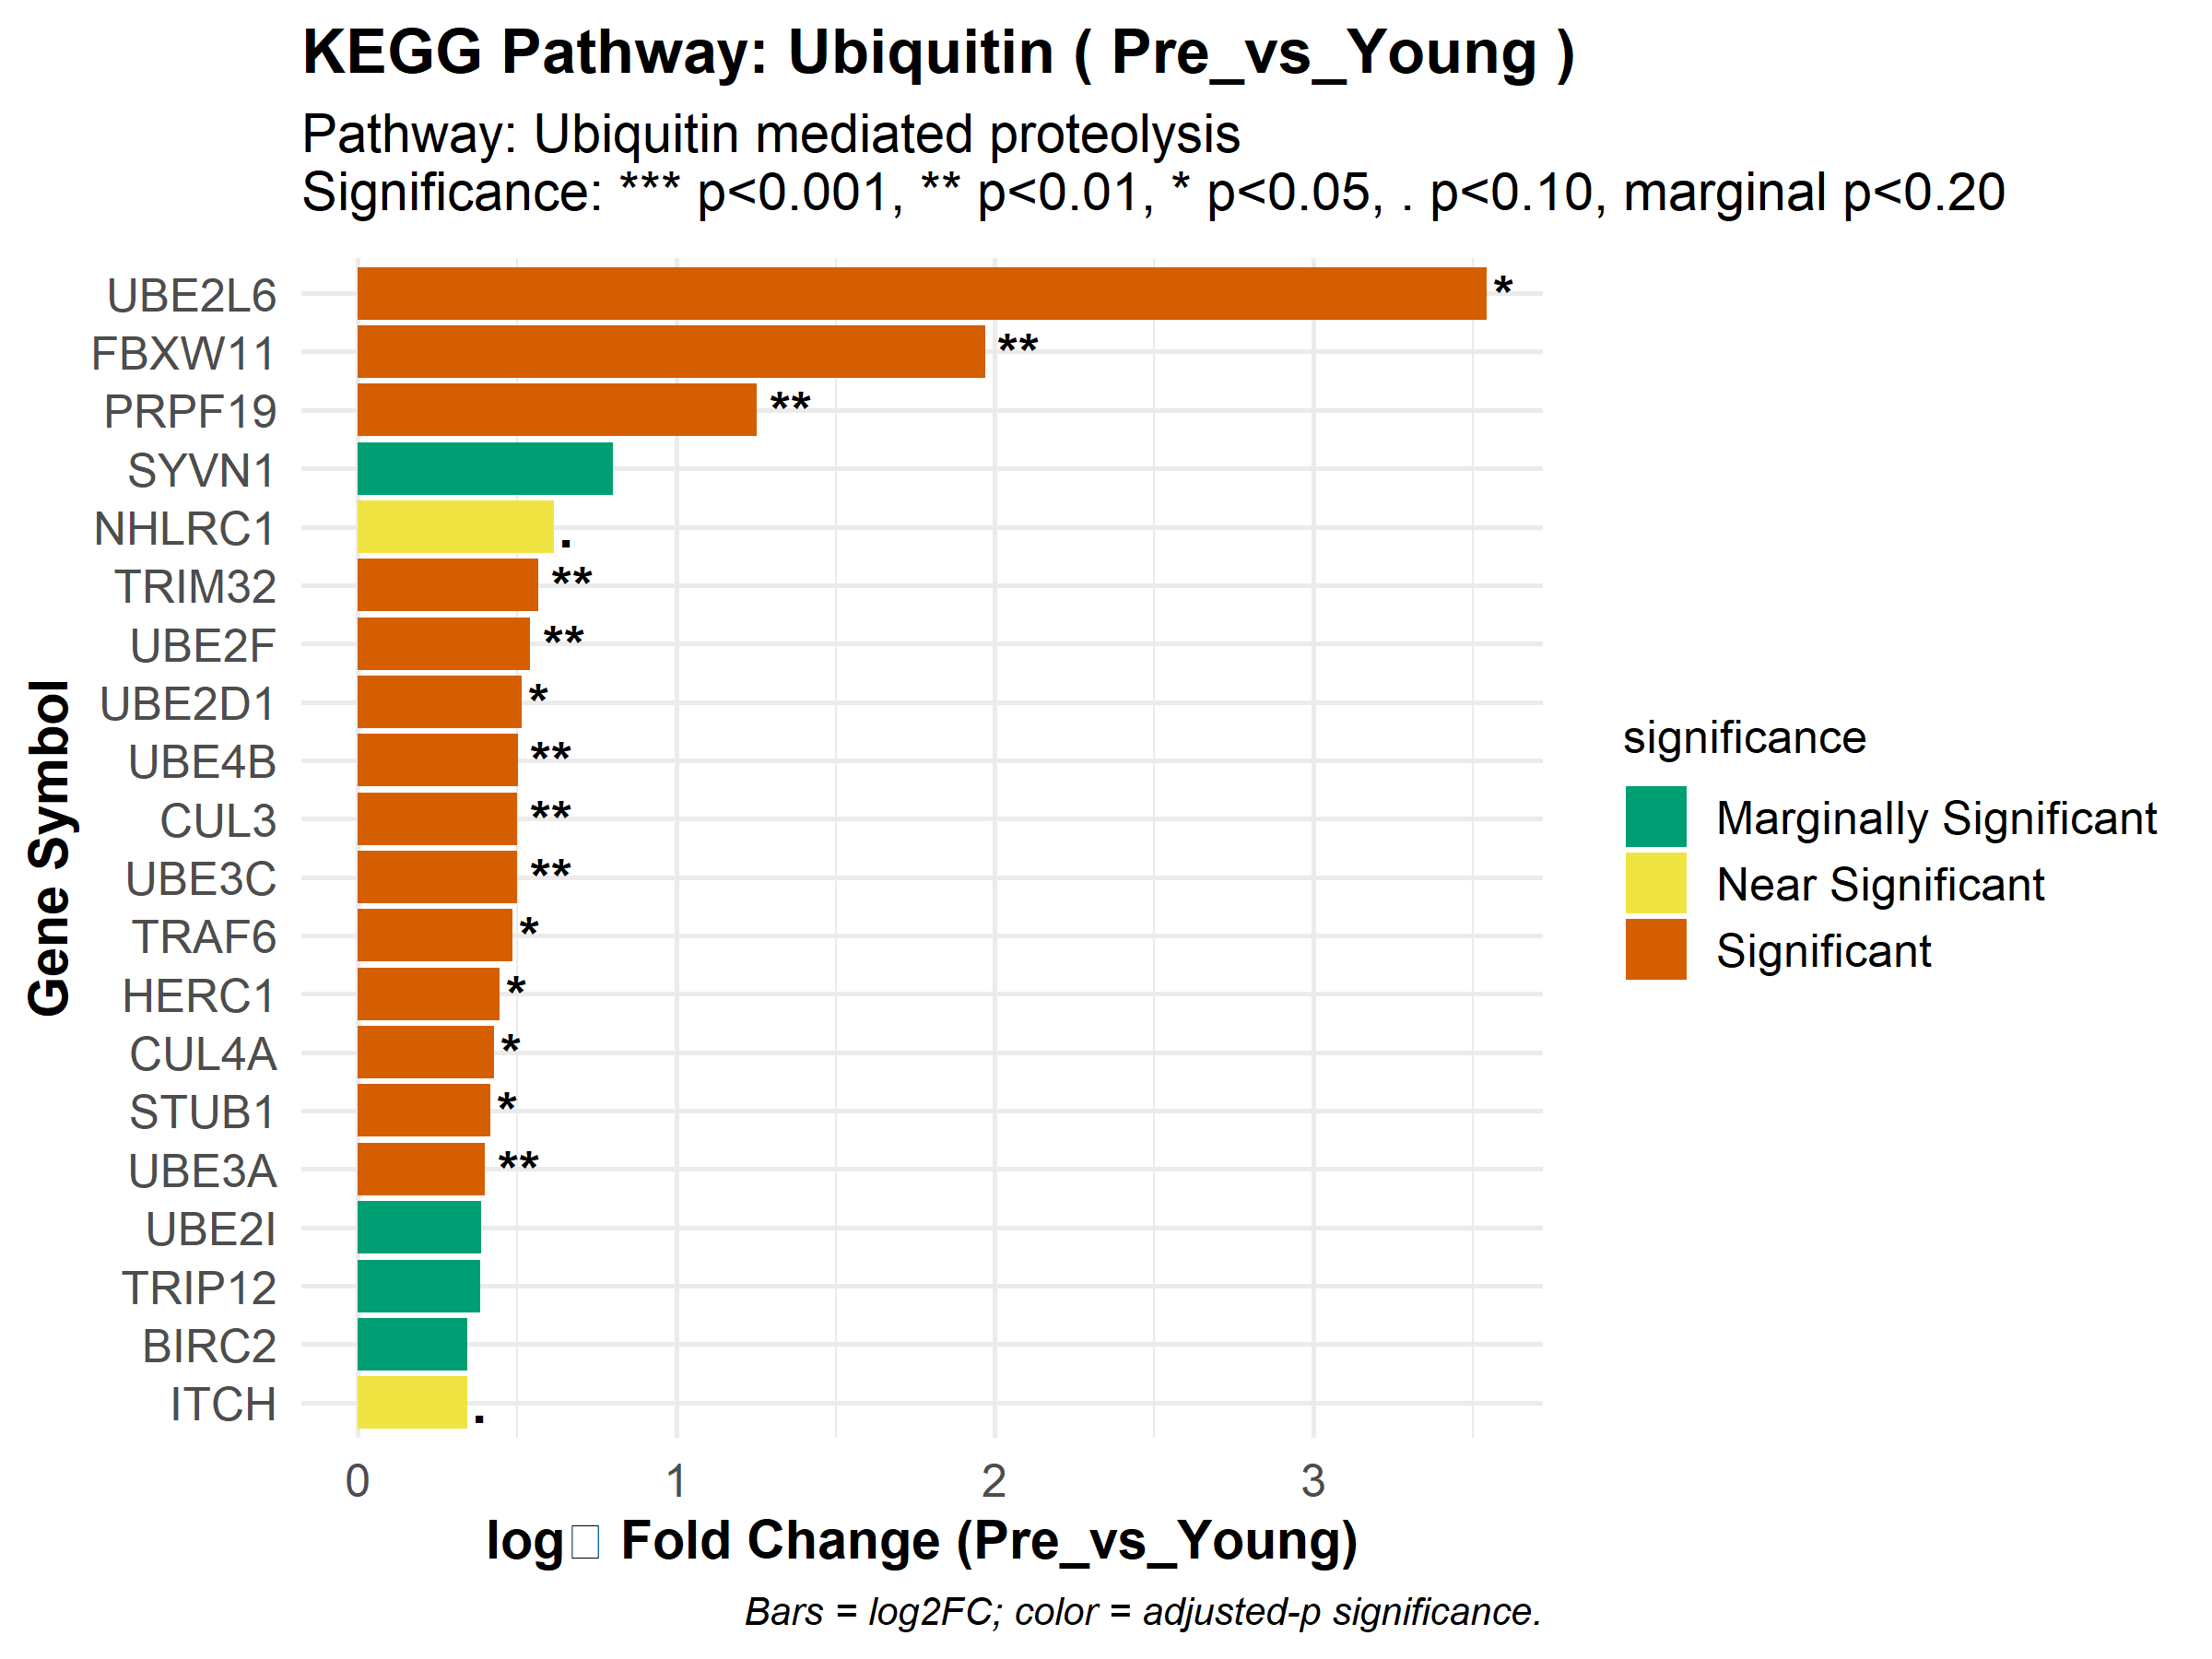 KEGG Pathway: Ubiquitin ( Pre_vs_Young )
Pathway: Ubiquitin mediated proteolysis
Significance: *** p<0.001, ** p<0.01, * p<0.05, . p<0.10, marginal p<0.20
Gene Symbol
UBE2L6 *
FBXW11 **
PRPF19 **
SYVN1
NHLRC1 .
TRIM32 **
UBE2F **
UBE2D1 *
UBE4B **
CUL3 **
UBE3C **
TRAF6 *
HERC1 *
CUL4A *
STUB1 *
UBE3A **
UBE2I
TRIP12
BIRC2
ITCH .
0 1 2 3
log□ Fold Change (Pre_vs_Young)
Bars = log2FC; color = adjusted-p significance.
significance
Marginally Significant
Near Significant
Significant